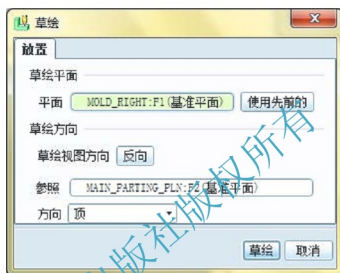 草绘
放置
草绘平面
平面 MOLD_RIGHT:F1(基准平面) 使用先前的
草绘方向
草绘视图方向 反向
参照 MAIN_PARTING_PLN:F2(基准平面)
方向 顶
草绘 取消
版社版权所有